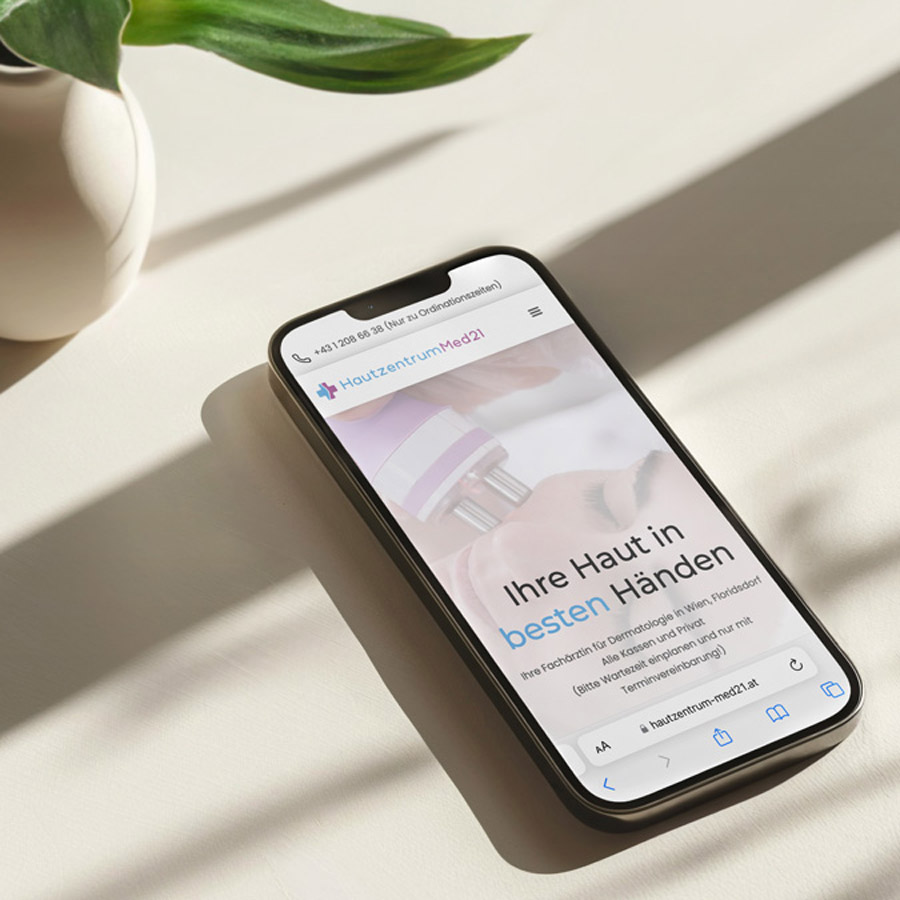 +43 1 208 66 38 (Nur zu Ordinationszeiten)
HautzentrumMed21
Ihre Haut in
besten Händen
Ihre Fachärztin für Dermatologie in Wien, Floridsdorf
Alle Kassen und Privat
(Bitte Wartezeit einplanen und nur mit
Terminvereinbarung!)
AA hautzentrum-med21.at